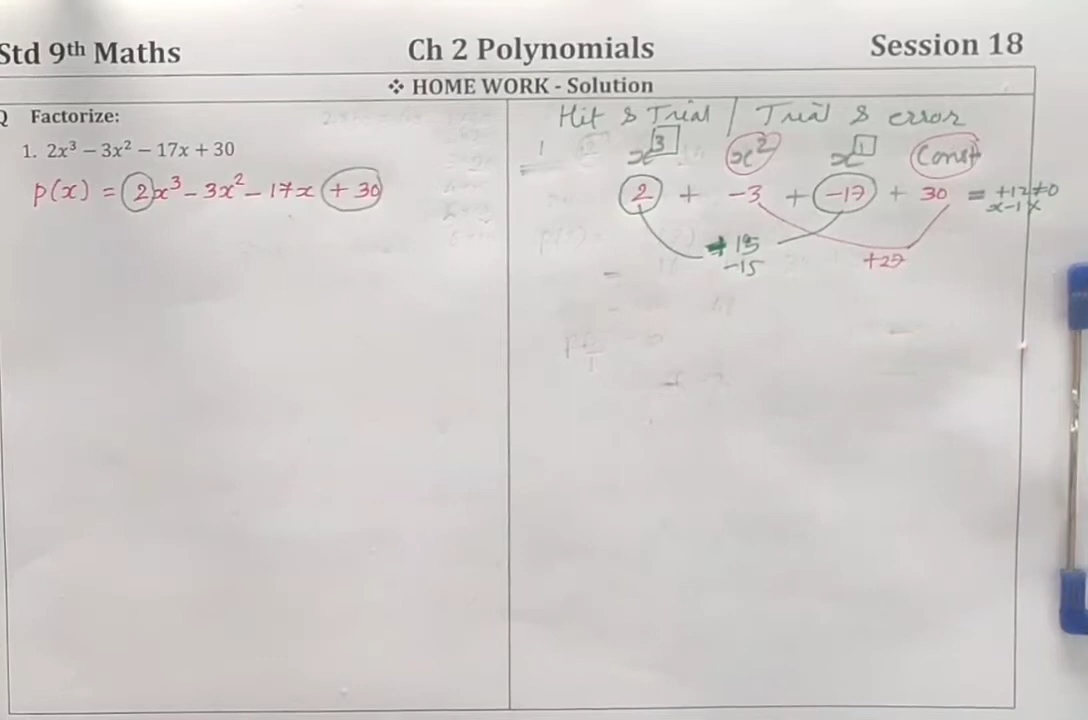 Std 9th Maths Ch 2 Polynomials Session 18
❖ HOME WORK - Solution
Q Factorize:
1. 2x³ – 3x² – 17x + 30
p(x) = 2x³ - 3x² - 17x + 30
Hit & Trial / Trial & error
x³ x² x¹ Const
2 + -3 + -17 + 30 = +12≠0
x-1 x
+15
-15
+27